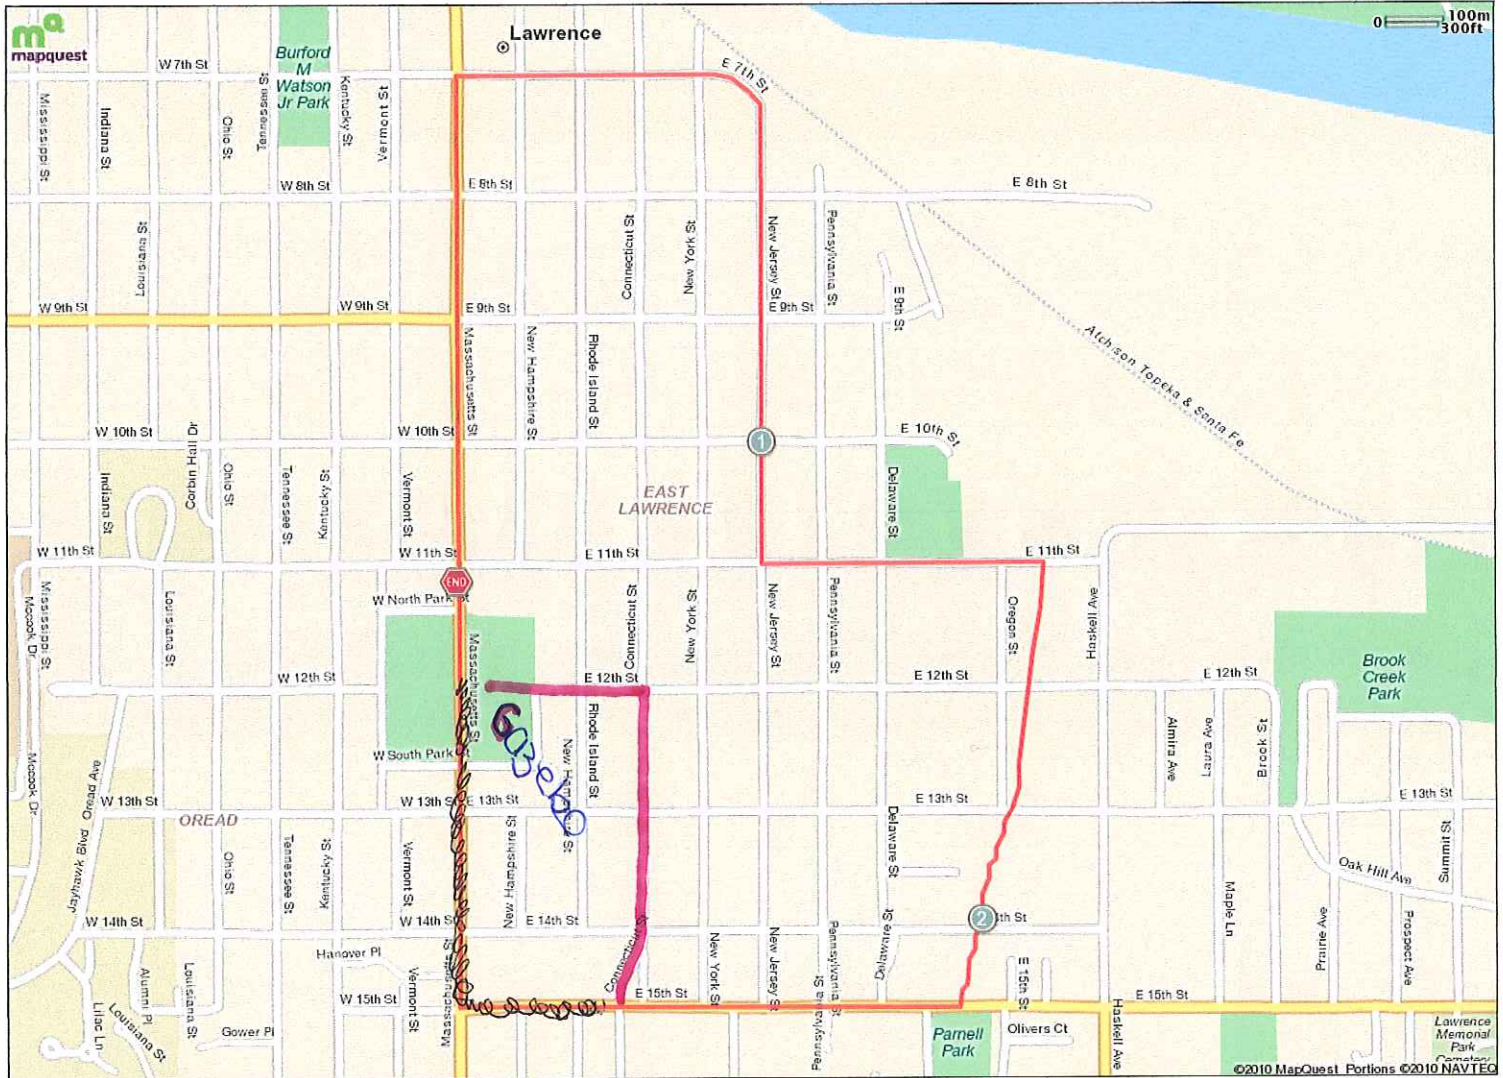 mapquest
Lawrence
0 100m
300ft
W 7th St
E 7th St
Burford
M
Watson
Jr Park
Mississippi St
Indiana St
Ohio St
Tennessee St
Kentucky St
Vermont St
W 8th St
E 8th St
E 8th St
Louisiana St
Connecticut St
New York St
New Jersey St
Pennsylvania St
E 9th St
W 9th St
W 9th St
E 9th St
E 9th St
Massachusetts St
New Hampshire St
Rhode Island St
Atchison Topeka & Santa Fe
W 10th St
Corbin Hall Dr
W 10th St
1
E 10th St
Indiana St
Ohio St
Tennessee St
Kentucky St
Vermont St
EAST
LAWRENCE
Delaware St
W 11th St
W 11th St
E 11th St
E 11th St
END
Mccook Dr
Mississippi St
Louisiana St
W North Park St
Massachusetts St
Connecticut St
New York St
New Jersey St
Pennsylvania St
Oregon St
Haskell Ave
W 12th St
E 12th St
E 12th St
E 12th St
Brook
Creek
Park
Gazebo
W South Park St
New Hampshire St
Rhode Island St
Almira Ave
Laura Ave
Brook St
Mccook Dr
Jayhawk Blvd
Oread Ave
W 13th St
W 13th St
E 13th St
E 13th St
E 13th St
OREAD
Ohio St
Tennessee St
Kentucky St
Vermont St
New Hampshire St
Delaware St
Oak Hill Ave
Summit St
W 14th St
W 14th St
E 14th St
2
4th St
Maple Ln
Prairie Ave
Prospect Ave
Hanover Pl
Alumni Pl
Louisiana St
Vermont St
Massachusetts St
Connecticut St
New York St
New Jersey St
Pennsylvania St
Delaware St
E 15th St
W 15th St
E 15th St
E 15th St
Pennsylvania St
Haskell Ave
Lilac Ln
Louisiana St
Gower Pl
Parnell
Park
Olivers Ct
Lawrence
Memorial
Park
Cemetery
©2010 MapQuest Portions ©2010 NAVTEQ